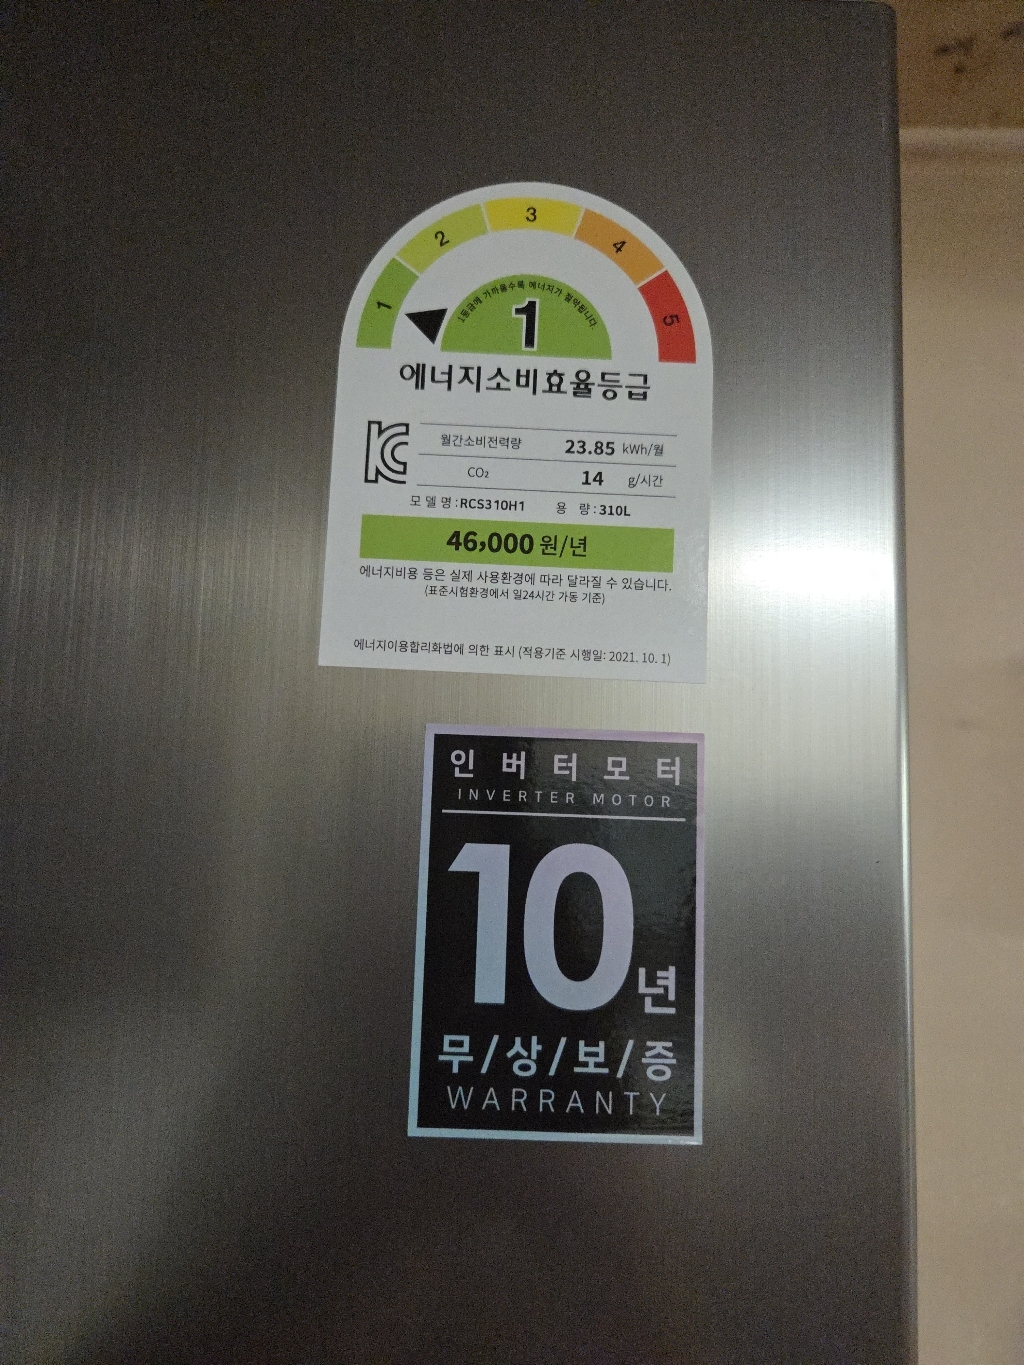 1 2 3 4 5
1등급에 가까울수록 에너지가 절약됩니다.
1
에너지소비효율등급
KC
월간소비전력량 23.85 kWh/월
CO₂ 14 g/시간
모 델 명 : RCS310H1 용 량 : 310L
46,000 원/년
에너지비용 등은 실제 사용환경에 따라 달라질 수 있습니다.
(표준시험환경에서 일24시간 가동 기준)
에너지이용합리화법에 의한 표시 (적용기준 시행일: 2021. 10. 1)
인버터모터
INVERTER MOTOR
10년
무/상/보/증
WARRANTY